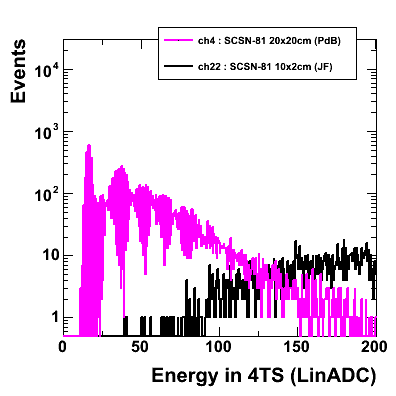 ch4 : SCSN-81 20x20cm (PdB)
ch22 : SCSN-81 10x2cm (JF)
Events
10^4
10^3
10^2
10
1
0 50 100 150 200
Energy in 4TS (LinADC)